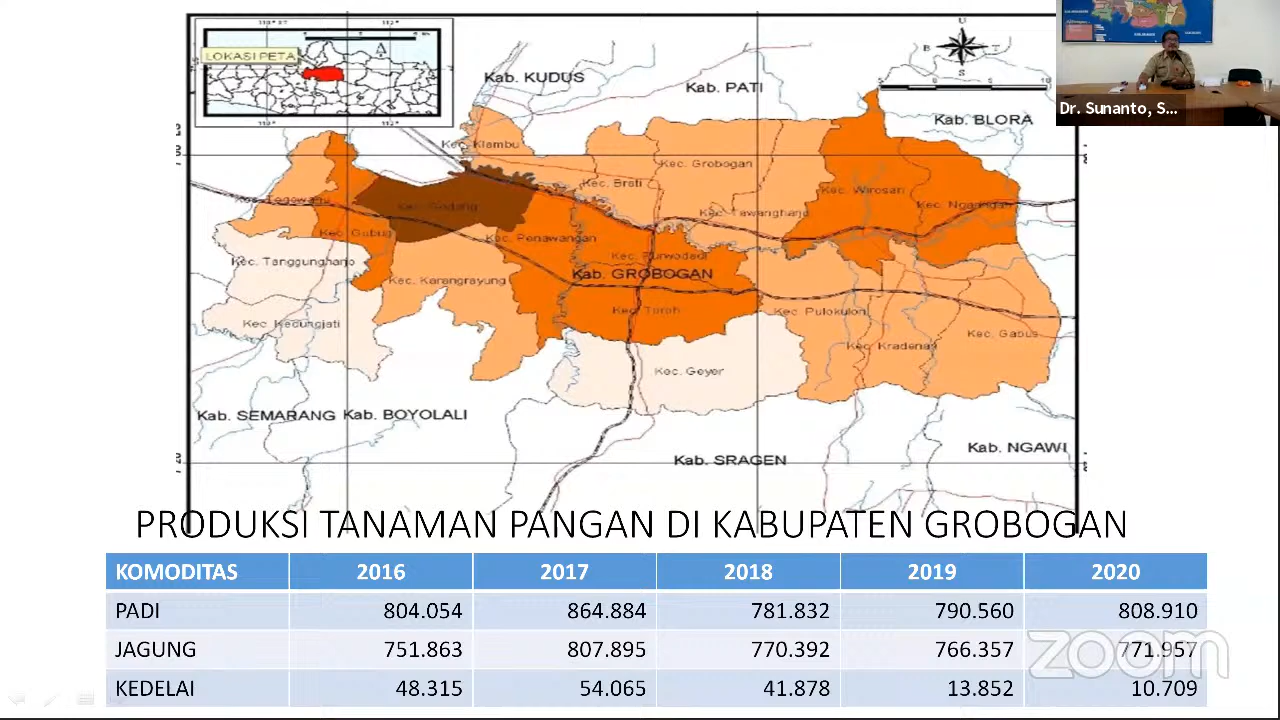 LOKASI PETA
Kab. KUDUS
Kab. PATI
Kab. BLORA
Dr. Sunanto, S...
Kec. Klambu
Kec. Grobogan
Kec. Brati
Kec. Wirosari
Kec. Tegowanu
Kec. Godong
Kec. Tawangharjo
Kec. Ngaringan
Kec. Gubug
Kec. Penawangan
Kec. Purwodadi
Kec. Tanggungharjo
Kab. GROBOGAN
Kec. Karangrayung
Kec. Toroh
Kec. Pulokulon
Kec. Kedungjati
Kec. Kradenan
Kec. Gabus
Kec. Geyer
Kab. SEMARANG
Kab. BOYOLALI
Kab. SRAGEN
Kab. NGAWI
U
B
T
S
PRODUKSI TANAMAN PANGAN DI KABUPATEN GROBOGAN
KOMODITAS 2016 2017 2018 2019 2020
PADI 804.054 864.884 781.832 790.560 808.910
JAGUNG 751.863 807.895 770.392 766.357 771.957
KEDELAI 48.315 54.065 41.878 13.852 10.709
zoom